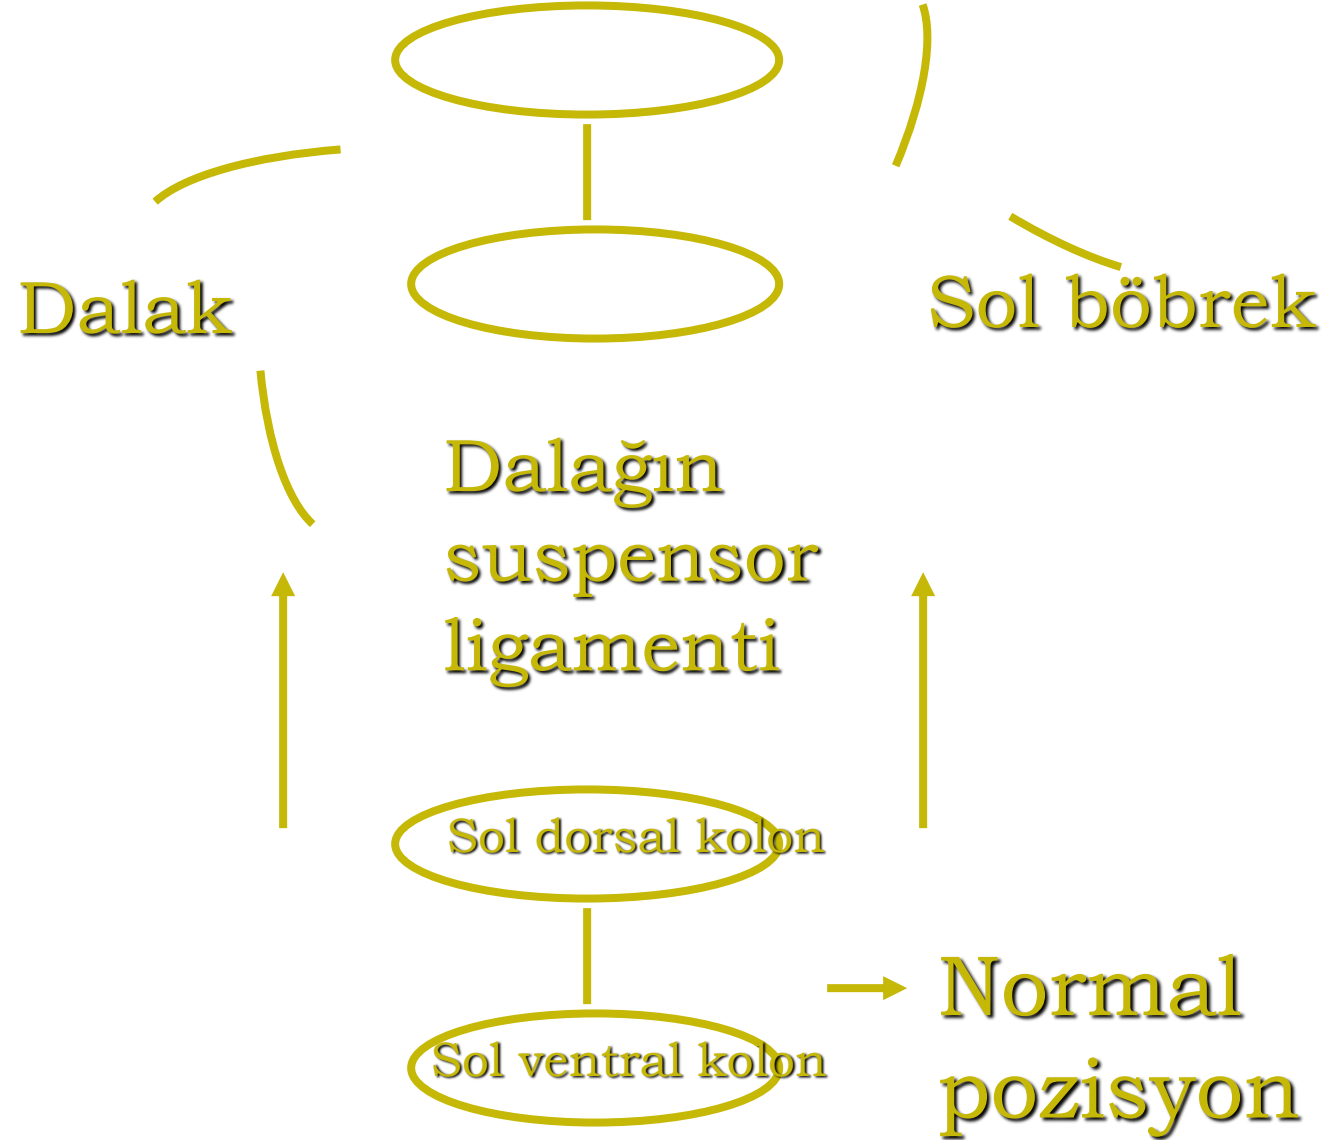 Dalak
Sol böbrek
Dalağın
suspensor
ligamenti
Sol dorsal kolon
Sol ventral kolon
Normal
pozisyon